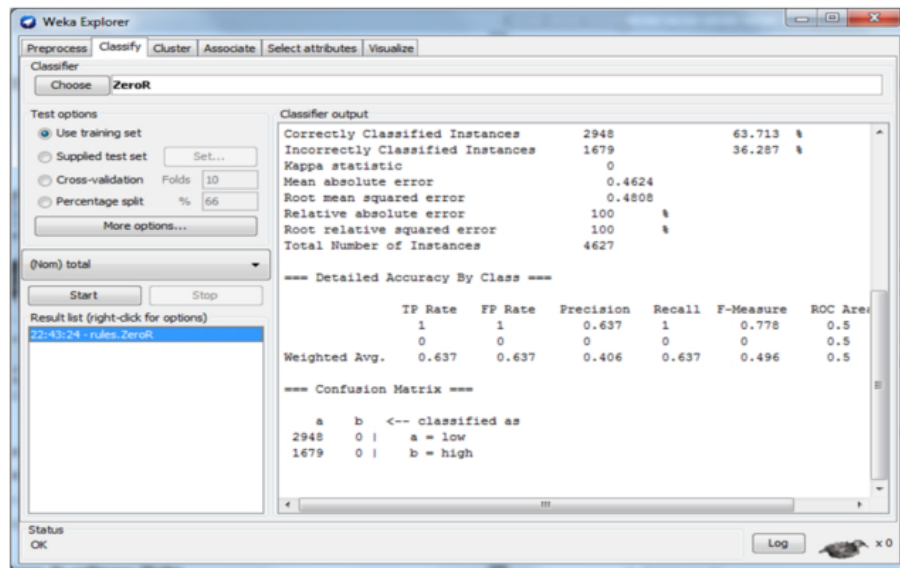 Weka Explorer
Preprocess Classify Cluster Associate Select attributes Visualize
Classifier
Choose ZeroR
Test options
Use training set
Supplied test set Set...
Cross-validation Folds 10
Percentage split % 66
More options...
(Nom) total
Start Stop
Result list (right-click for options)
22:43:24 - rules.ZeroR
Classifier output
Correctly Classified Instances 2948 63.713 %
Incorrectly Classified Instances 1679 36.287 %
Kappa statistic 0
Mean absolute error 0.4624
Root mean squared error 0.4808
Relative absolute error 100 %
Root relative squared error 100 %
Total Number of Instances 4627
=== Detailed Accuracy By Class ===
TP Rate FP Rate Precision Recall F-Measure ROC Area
1 1 0.637 1 0.778 0.5
0 0 0 0 0 0.5
Weighted Avg. 0.637 0.637 0.406 0.637 0.496 0.5
=== Confusion Matrix ===
a b <-- classified as
2948 0 | a = low
1679 0 | b = high
Status
OK
Log x 0